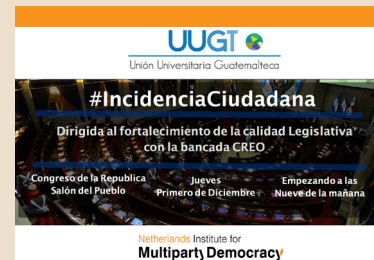 UUGT
Unión Universitaria Guatemalteca
#IncidenciaCiudadana
Dirigida al fortalecimiento de la calidad Legislativa
con la bancada CREO
Congreso de la Republica
Salón del Pueblo
Jueves
Primero de Diciembre
Empezando a las
Nueve de la mañana
Netherlands Institute for
Multiparty Democracy